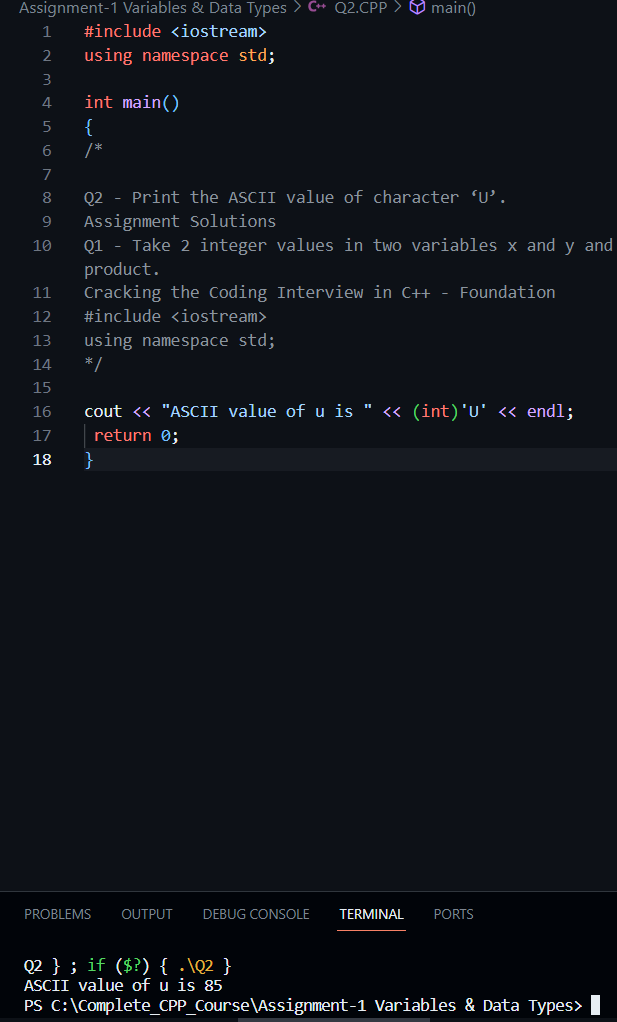 Assignment-1 Variables & Data Types > C++ Q2.CPP > main()
1 #include <iostream>
2 using namespace std;
3
4 int main()
5 {
6 /*
7
8 Q2 - Print the ASCII value of character ‘U’.
9 Assignment Solutions
10 Q1 - Take 2 integer values in two variables x and y and
product.
11 Cracking the Coding Interview in C++ - Foundation
12 #include <iostream>
13 using namespace std;
14 */
15
16 cout << "ASCII value of u is " << (int)'U' << endl;
17 return 0;
18 }
PROBLEMS OUTPUT DEBUG CONSOLE TERMINAL PORTS
Q2 } ; if ($?) { .\Q2 }
ASCII value of u is 85
PS C:\Complete_CPP_Course\Assignment-1 Variables & Data Types>